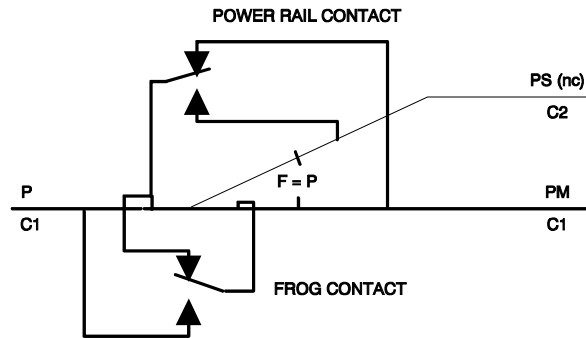 POWER RAIL CONTACT
PS (nc)
C2
F = P
P
PM
C1
C1
FROG CONTACT